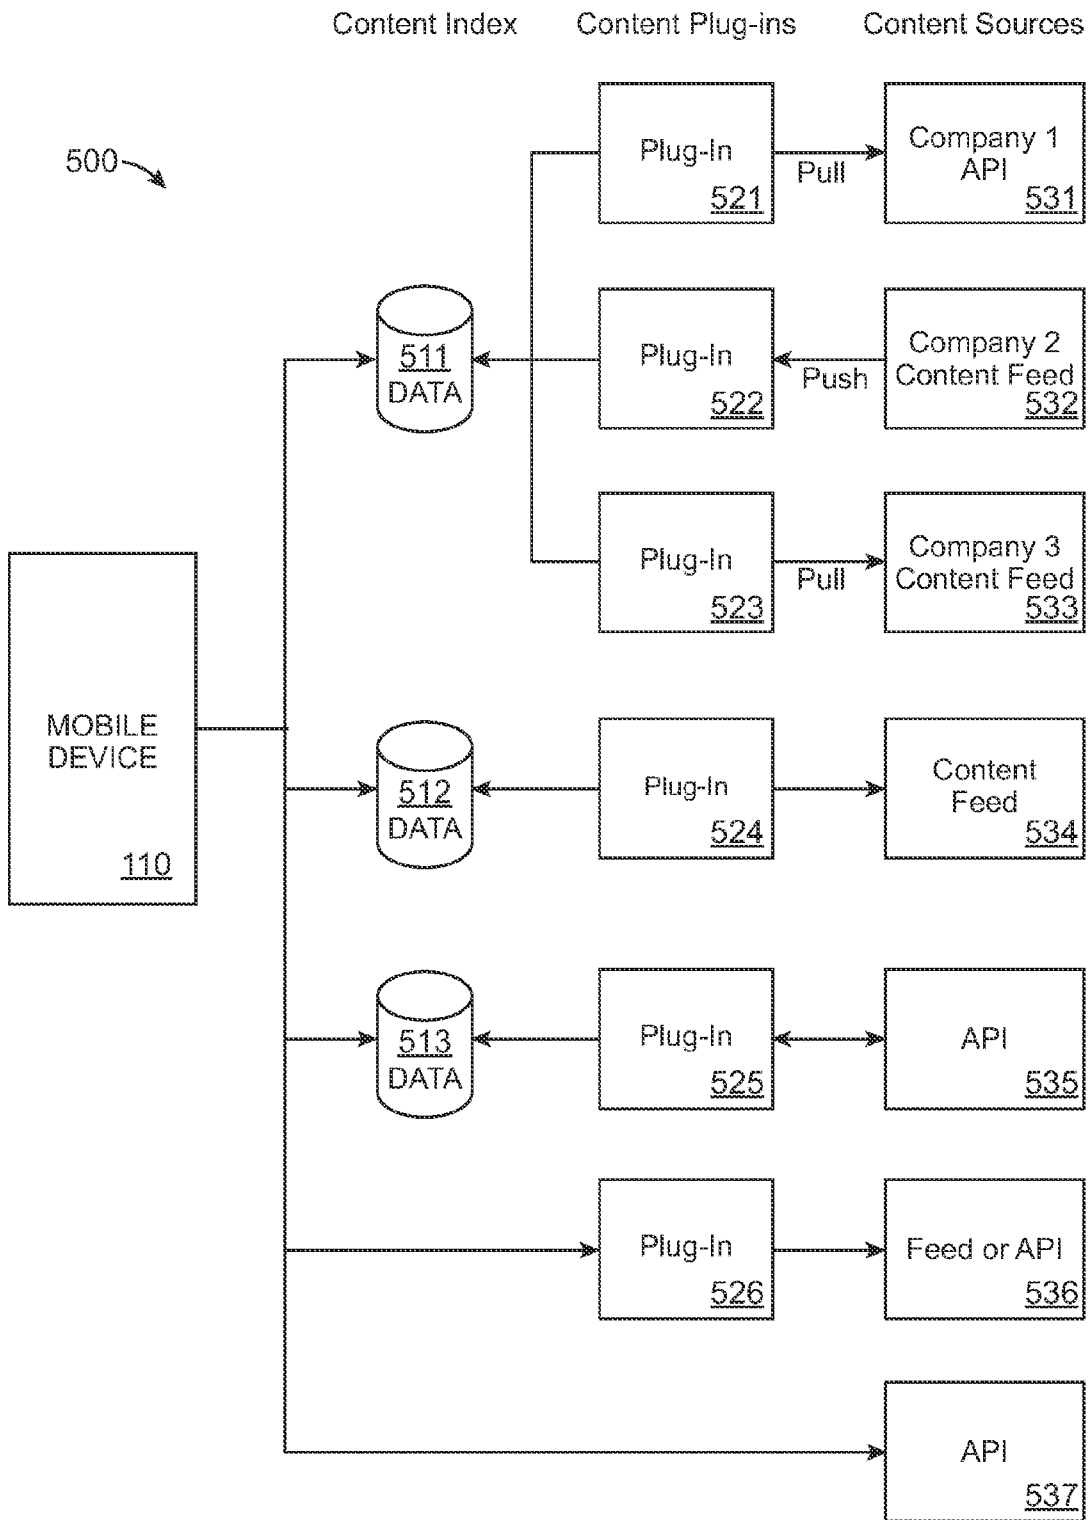 Content Index
Content Plug-ins
Content Sources
500
Plug-In
521
Pull
Company 1
API
531
511
DATA
Plug-In
522
Push
Company 2
Content Feed
532
Plug-In
523
Pull
Company 3
Content Feed
533
MOBILE
DEVICE
110
512
DATA
Plug-In
524
Content
Feed
534
513
DATA
Plug-In
525
API
535
Plug-In
526
Feed or API
536
API
537